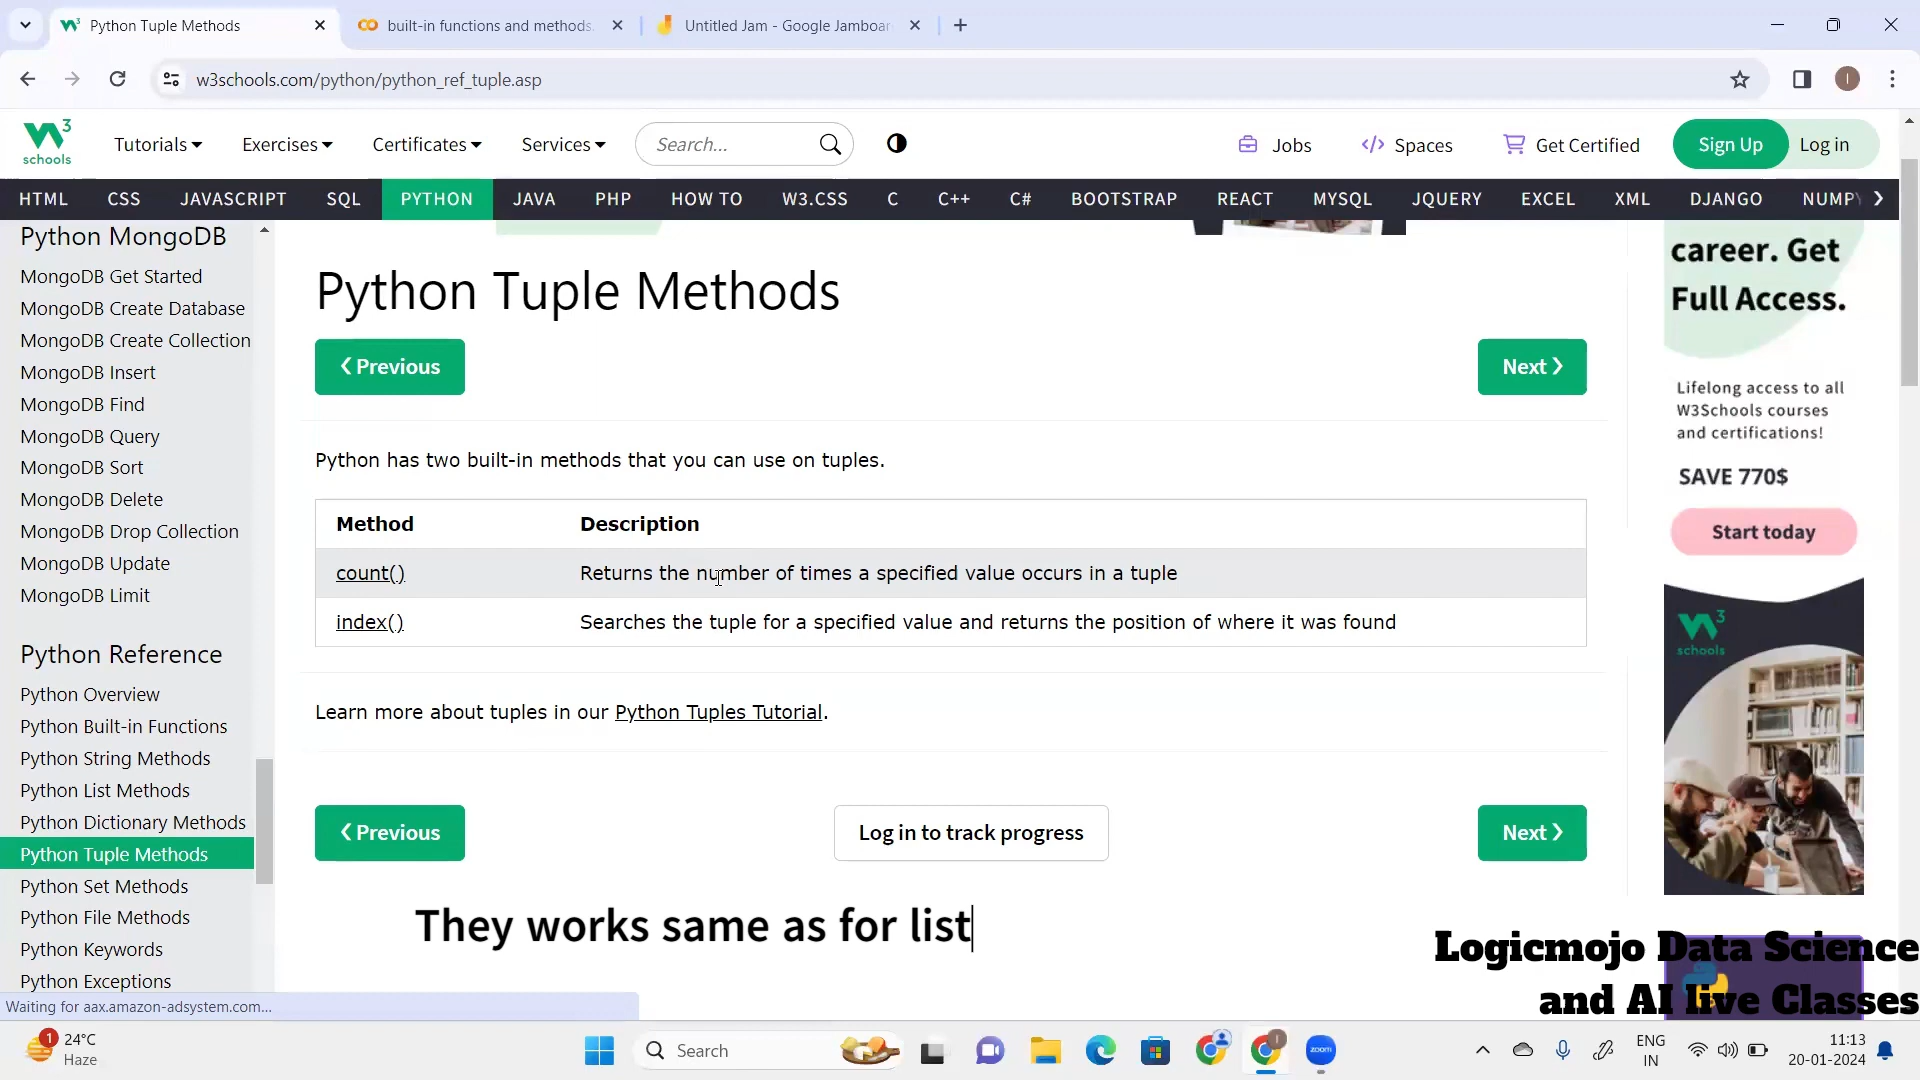 Python Tuple Methods
built-in functions and methods.
Untitled Jam - Google Jamboar
w3schools.com/python/python_ref_tuple.asp
W3
schools
Tutorials
Exercises
Certificates
Services
Search...
Jobs
Spaces
Get Certified
Sign Up
Log in
HTML CSS JAVASCRIPT SQL PYTHON JAVA PHP HOW TO W3.CSS C C++ C# BOOTSTRAP REACT MYSQL JQUERY EXCEL XML DJANGO NUMPY
Python MongoDB
MongoDB Get Started
MongoDB Create Database
MongoDB Create Collection
MongoDB Insert
MongoDB Find
MongoDB Query
MongoDB Sort
MongoDB Delete
MongoDB Drop Collection
MongoDB Update
MongoDB Limit
Python Reference
Python Overview
Python Built-in Functions
Python String Methods
Python List Methods
Python Dictionary Methods
Python Tuple Methods
Python Set Methods
Python File Methods
Python Keywords
Python Exceptions
Python Tuple Methods
❮ Previous
Next ❯
Python has two built-in methods that you can use on tuples.
Method Description
count() Returns the number of times a specified value occurs in a tuple
index() Searches the tuple for a specified value and returns the position of where it was found
Learn more about tuples in our Python Tuples Tutorial.
❮ Previous
Log in to track progress
Next ❯
They works same as for list
career. Get
Full Access.
Lifelong access to all
W3Schools courses
and certifications!
SAVE 770$
Start today
W3
schools
Logicmojo Data Science
and AI live Classes
Waiting for aax.amazon-adsystem.com...
1
24°C
Haze
Search
zoom
ENG
IN
11:13
20-01-2024